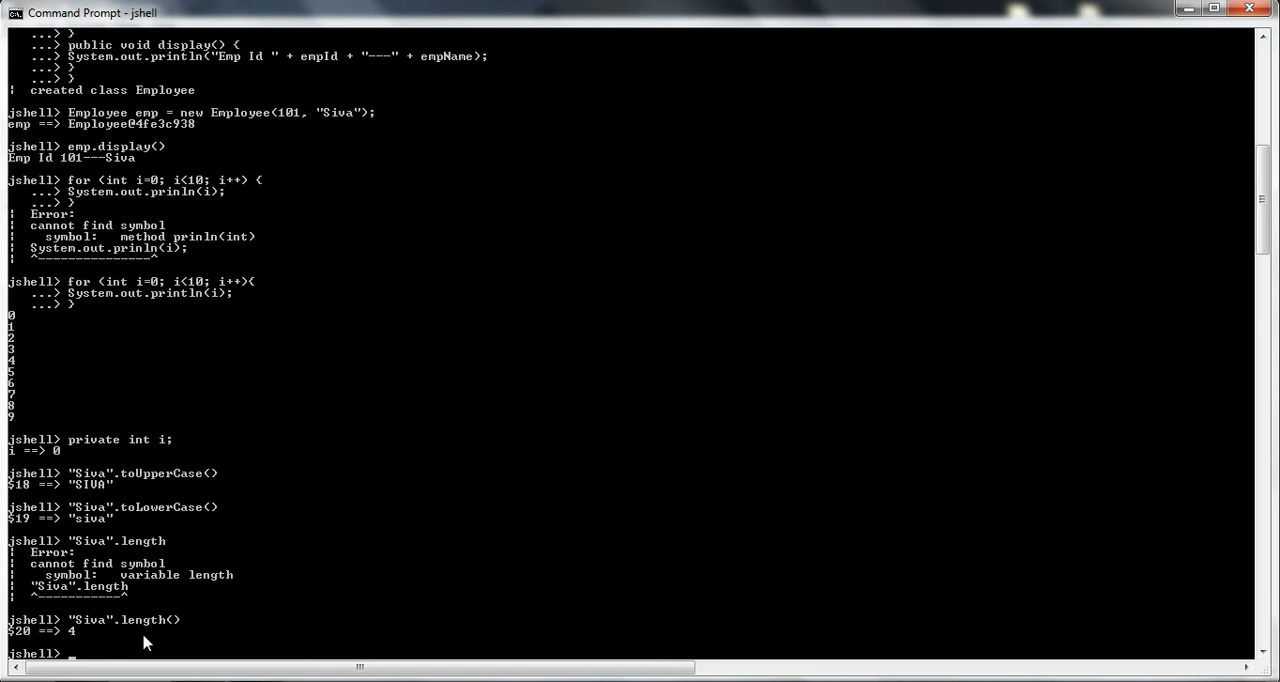 Command Prompt - jshell
...> }
...> public void display() {
...> System.out.println("Emp Id " + empId + "---" + empName);
...> }
...> }
|  created class Employee
jshell> Employee emp = new Employee(101, "Siva");
emp ==> Employee@4fe3c938
jshell> emp.display()
Emp Id 101---Siva
jshell> for (int i=0; i<10; i++) {
...> System.out.prinln(i);
...> }
|  Error:
|  cannot find symbol
|    symbol:   method prinln(int)
|  System.out.prinln(i);
|  ^---------------^
jshell> for (int i=0; i<10; i++){
...> System.out.println(i);
...> }
0
1
2
3
4
5
6
7
8
9
jshell> private int i;
i ==> 0
jshell> "Siva".toUpperCase()
$18 ==> "SIVA"
jshell> "Siva".toLowerCase()
$19 ==> "siva"
jshell> "Siva".length
|  Error:
|  cannot find symbol
|    symbol:   variable length
|  "Siva".length
|  ^-----------^
jshell> "Siva".length()
$20 ==> 4
jshell> _